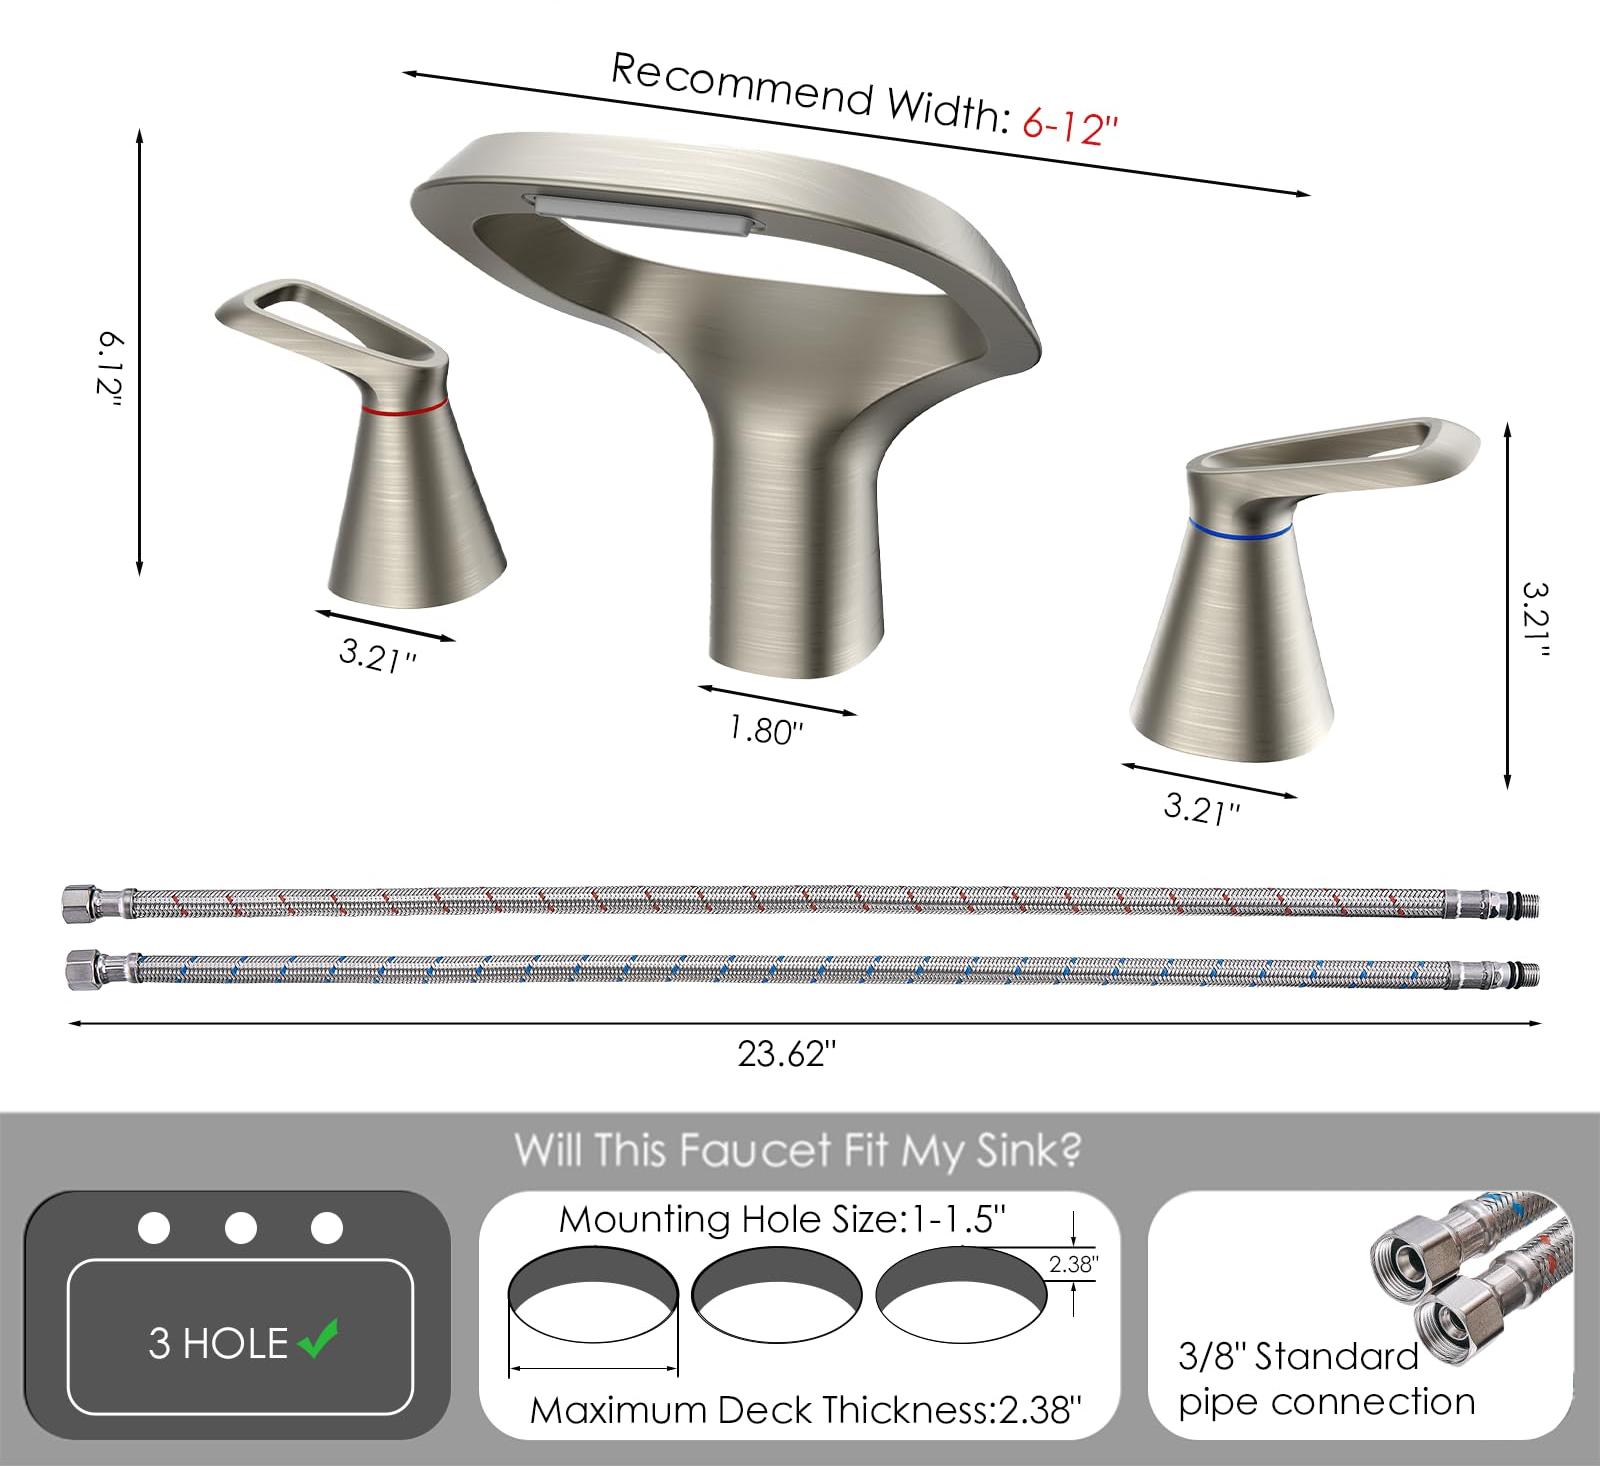 Recommend Width: 6-12"
6.12"
3.21"
3.21"
1.80"
3.21"
23.62"
Will This Faucet Fit My Sink?
3 HOLE
Mounting Hole Size:1-1.5"
2.38"
Maximum Deck Thickness:2.38"
3/8" Standard
pipe connection